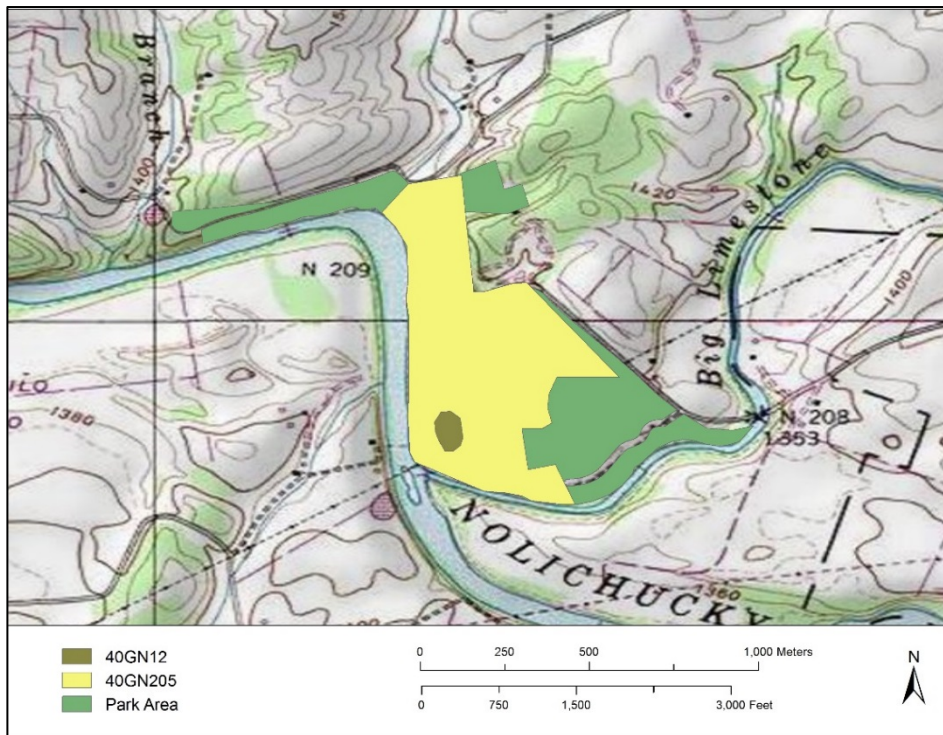 Branch
1400
N 209
1420
Big Limestone
1400
ILO
1380
N 208
1353
NOLICHUCKY
1360
40GN12
40GN205
Park Area
0 250 500 1,000 Meters
0 750 1,500 3,000 Feet
N